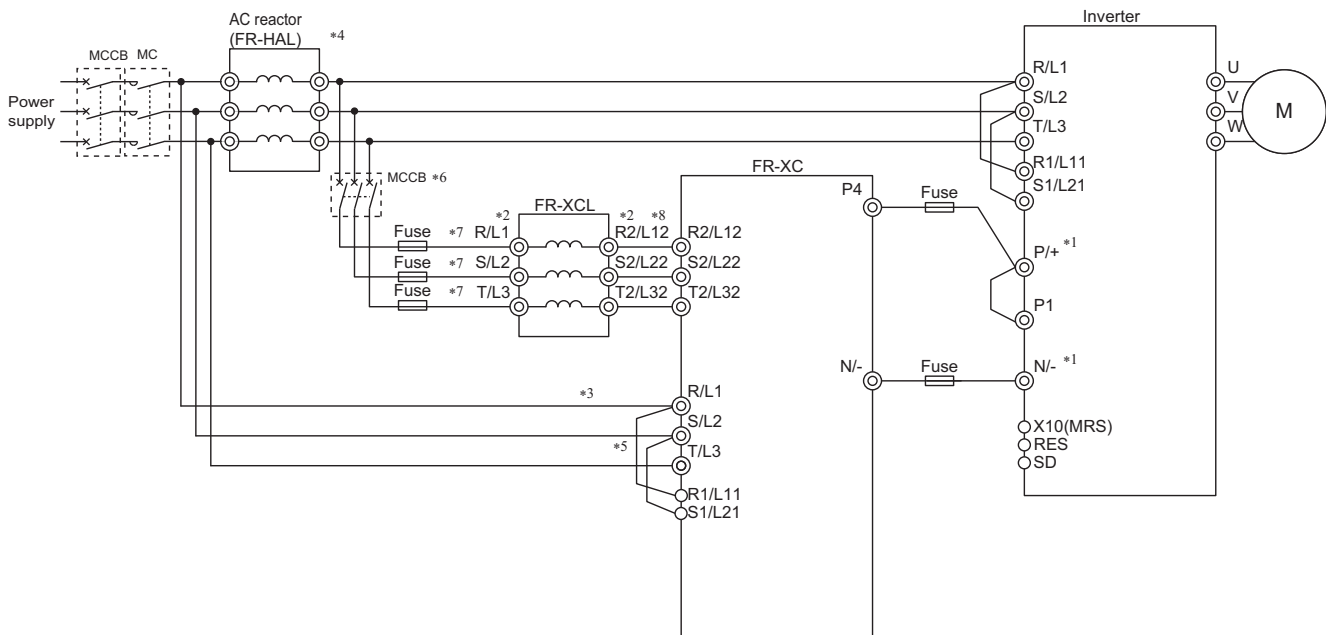 AC reactor
(FR-HAL)
*4
MCCB
MC
Power
supply
Inverter
R/L1
S/L2
T/L3
R1/L11
S1/L21
U
V
W
M
MCCB *6
FR-XC
P4
Fuse
P/+ *1
P1
FR-XCL
*2
*2
*8
Fuse *7 R/L1
R2/L12
R2/L12
Fuse *7 S/L2
S2/L22
S2/L22
Fuse *7 T/L3
T2/L32
T2/L32
N/-
Fuse
N/- *1
*3
R/L1
S/L2
*5
T/L3
R1/L11
S1/L21
X10(MRS)
RES
SD